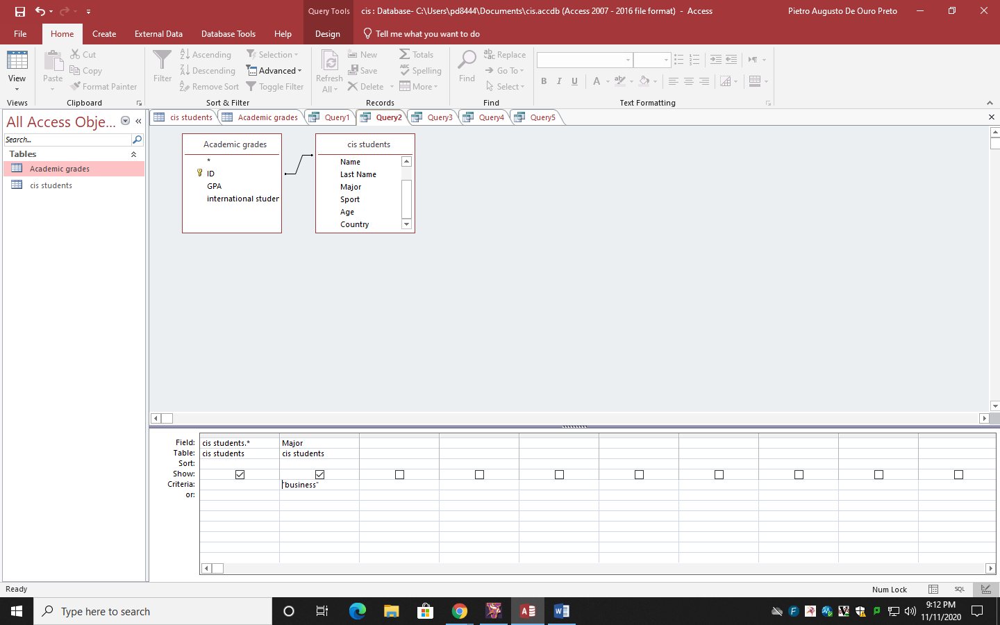 Query Tools
cis : Database- C:\Users\pd8444\Documents\cis.accdb (Access 2007 - 2016 file format) - Access
Pietro Augusto De Ouro Preto
File Home Create External Data Database Tools Help Design Tell me what you want to do
View
Views
Paste
Cut
Copy
Format Painter
Clipboard
Filter
Ascending
Descending
Remove Sort
Selection
Advanced
Toggle Filter
Sort & Filter
Refresh
All
New
Save
Delete
Totals
Spelling
More
Records
Find
Replace
Go To
Select
Find
B I U A
Text Formatting
All Access Obje...
Search...
Tables
Academic grades
cis students
cis students Academic grades Query1 Query2 Query3 Query4 Query5
Academic grades
*
ID
GPA
international studen
cis students
Name
Last Name
Major
Sport
Age
Country
Field: cis students.* Major
Table: cis students cis students
Sort:
Show:
Criteria: "business"
or:
Ready
Num Lock
SQL
Type here to search
9:12 PM
11/11/2020